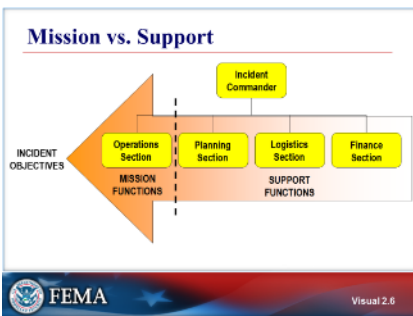 Mission vs. Support
Incident
Commander
INCIDENT
OBJECTIVES
Operations
Section
Planning
Section
Logistics
Section
Finance
Section
MISSION
FUNCTIONS
SUPPORT
FUNCTIONS
FEMA
Visual 2.6